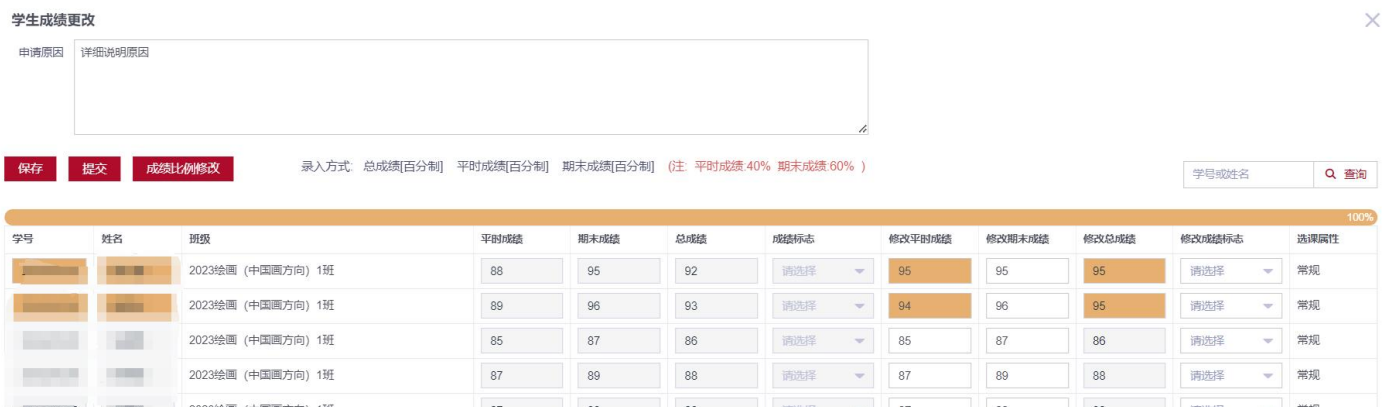 学生成绩更改
申请原因 详细说明原因
保存 提交 成绩比例修改 录入方式: 总成绩[百分制] 平时成绩[百分制] 期末成绩[百分制] (注: 平时成绩:40% 期末成绩:60% ) 学号或姓名 查询
100%
学号 姓名 班级 平时成绩 期末成绩 总成绩 成绩标志 修改平时成绩 修改期末成绩 修改总成绩 修改成绩标志 选课属性
2023绘画（中国画方向）1班 88 95 92 请选择 95 95 95 请选择 常规
2023绘画（中国画方向）1班 89 96 93 请选择 94 96 95 请选择 常规
2023绘画（中国画方向）1班 85 87 86 请选择 85 87 86 请选择 常规
2023绘画（中国画方向）1班 87 89 88 请选择 87 89 88 请选择 常规